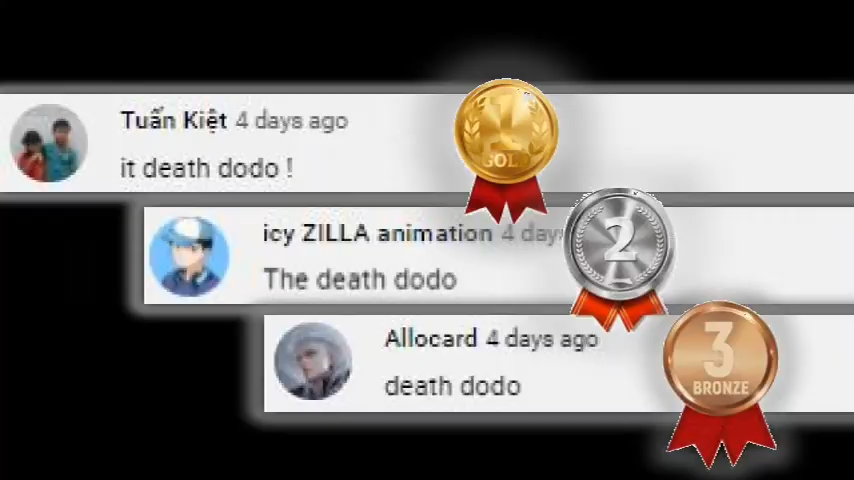 Tuấn Kiệt 4 days ago
it death dodo !
1
GOLD
icy ZILLA animation 4 days
The death dodo
2
Allocard 4 days ago
death dodo
3
BRONZE